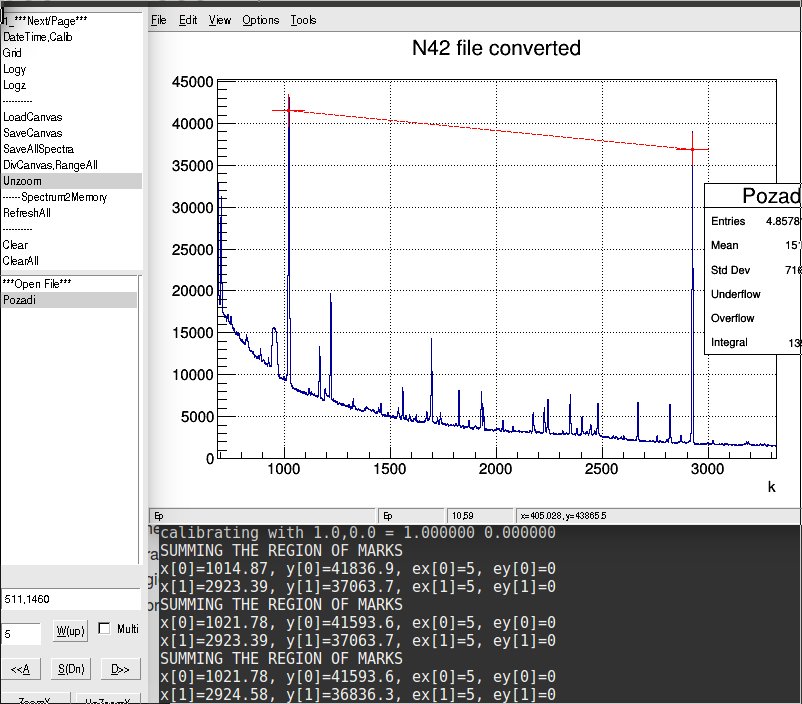 1_***Next/Page***
DateTime,Calib
Grid
Logy
Logz
----------
LoadCanvas
SaveCanvas
SaveAllSpectra
DivCanvas,RangeAll
Unzoom
------Spectrum2Memory
RefreshAll
----------
Clear
ClearAll
***Open File***
Pozadi
511,1460
5
W(up)
Multi
<<A
S(Dn)
D>>
File Edit View Options Tools
N42 file converted
45000
40000
35000
30000
25000
20000
15000
10000
5000
0
1000 1500 2000 2500 3000
k
Pozadi
Entries 4.8578
Mean 15
Std Dev 716
Underflow
Overflow
Integral 13
Ep Ep 10,59 x=405.028, y=43865.5
calibrating with 1.0,0.0 = 1.000000 0.000000
SUMMING THE REGION OF MARKS
x[0]=1014.87, y[0]=41836.9, ex[0]=5, ey[0]=0
x[1]=2923.39, y[1]=37063.7, ex[1]=5, ey[1]=0
SUMMING THE REGION OF MARKS
x[0]=1021.78, y[0]=41593.6, ex[0]=5, ey[0]=0
x[1]=2923.39, y[1]=37063.7, ex[1]=5, ey[1]=0
SUMMING THE REGION OF MARKS
x[0]=1021.78, y[0]=41593.6, ex[0]=5, ey[0]=0
x[1]=2924.58, y[1]=36836.3, ex[1]=5, ey[1]=0